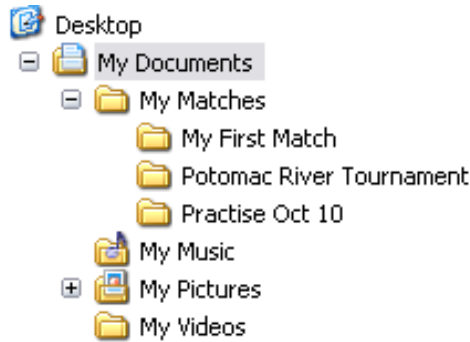 Desktop
My Documents
My Matches
My First Match
Potomac River Tournament
Practise Oct 10
My Music
My Pictures
My Videos